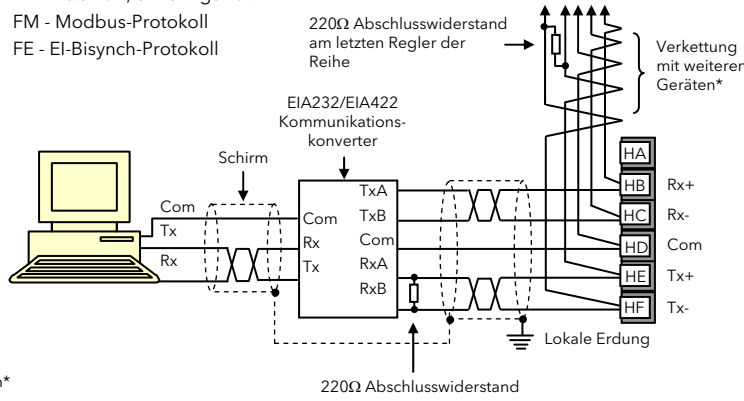 FM - Modbus-Protokoll
FE - EI-Bisynch-Protokoll
220Ω Abschlusswiderstand
am letzten Regler der
Reihe
Verkettung
mit weiteren
Geräten*
EIA232/EIA422
Kommunikations-
konverter
Schirm
Com
Tx
Rx
Com
Rx
Tx
TxA
TxB
Com
RxA
RxB
HA
HB Rx+
HC Rx-
HD Com
HE Tx+
HF Tx-
Lokale Erdung
220Ω Abschlusswiderstand